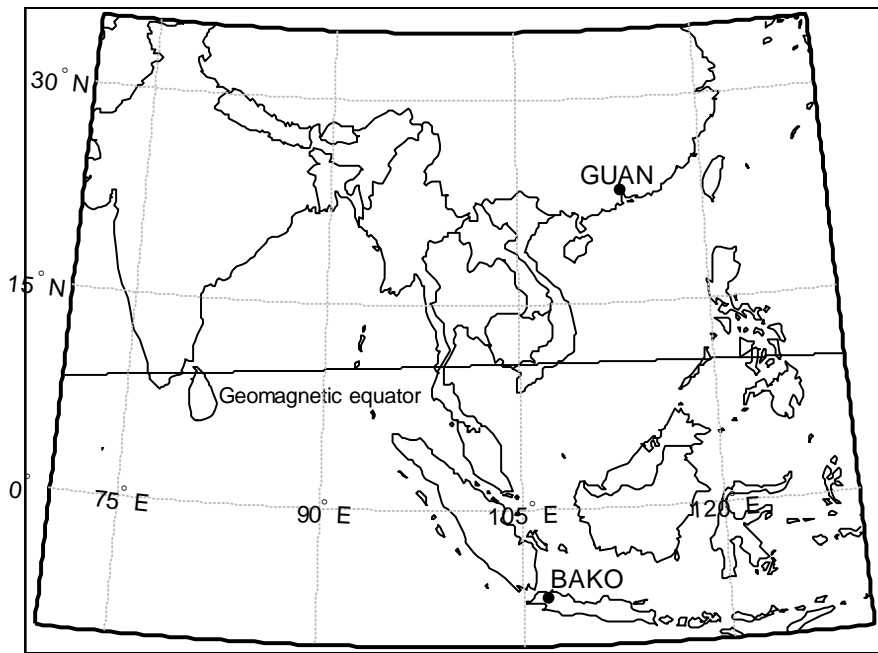 30° N
GUAN
15° N
Geomagnetic equator
0°
75° E
90° E
105° E
120° E
BAKO